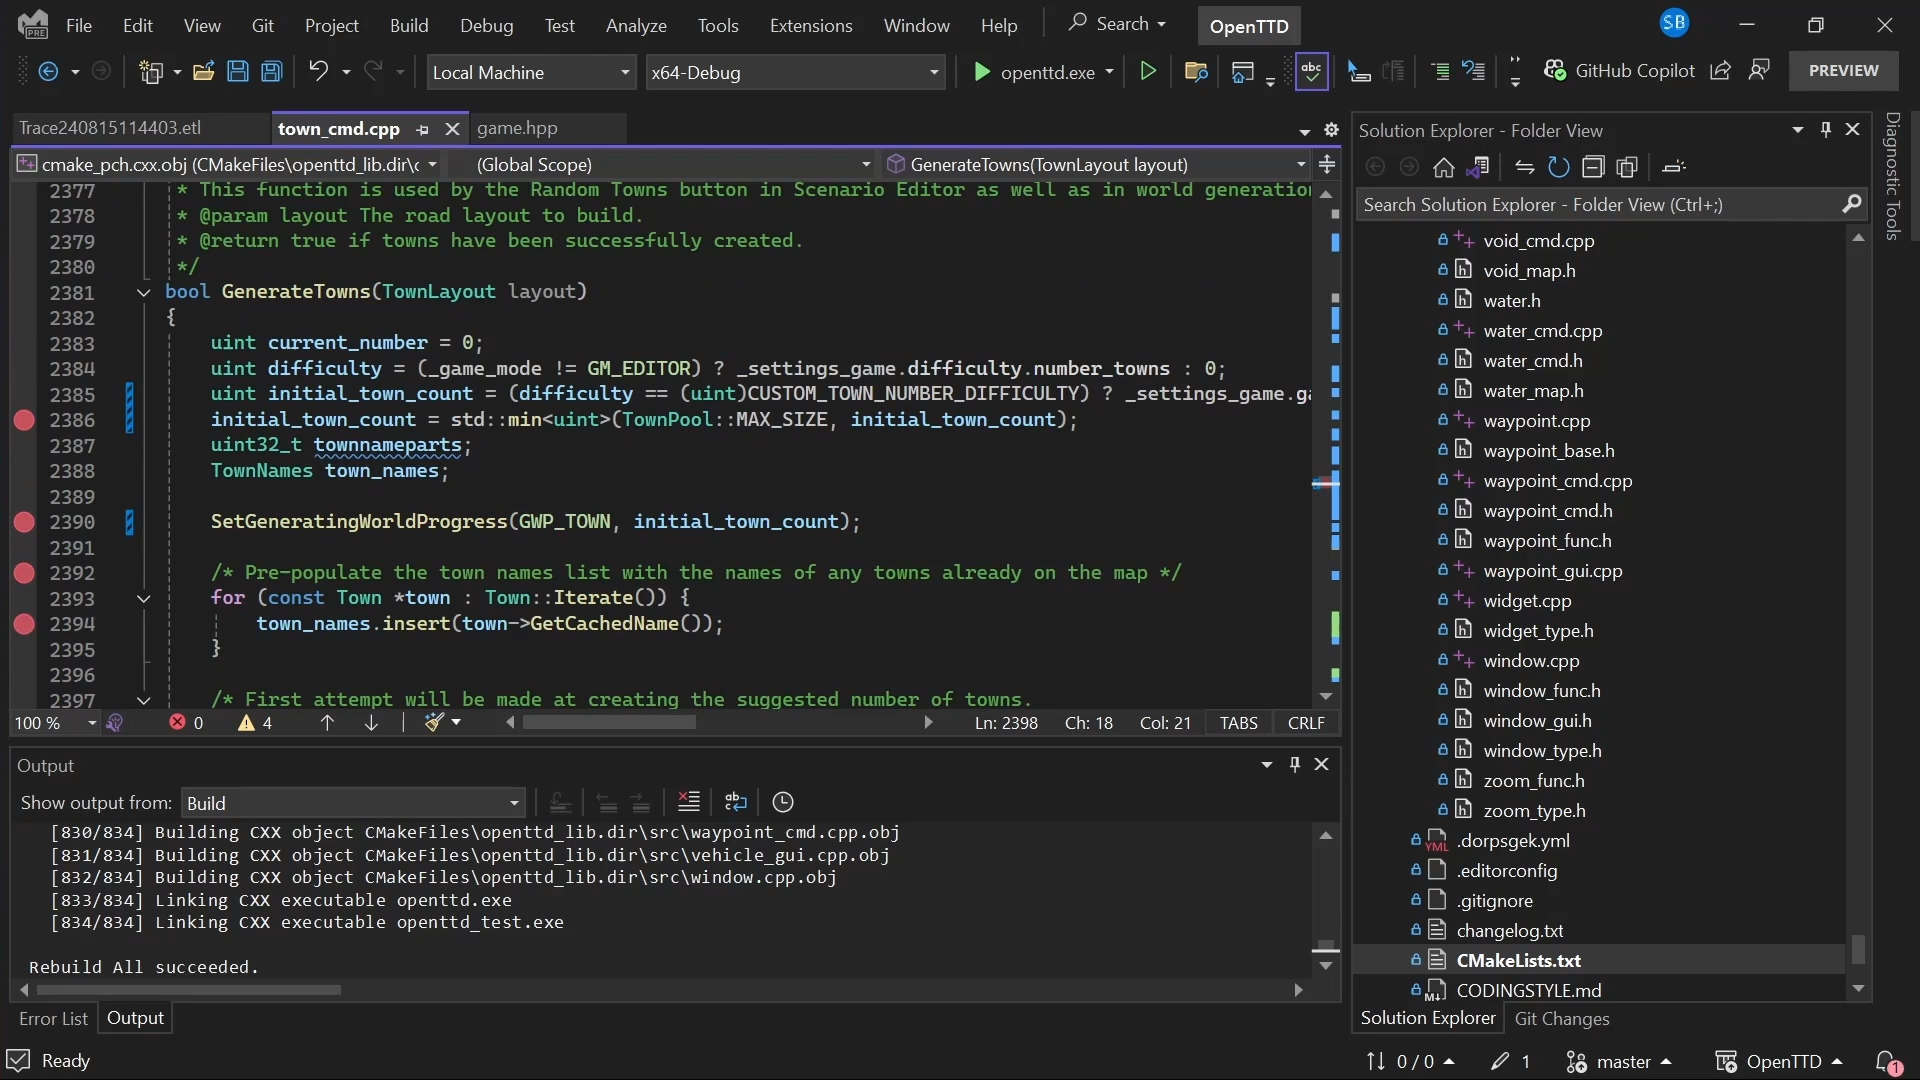 PRE File Edit View Git Project Build Debug Test Analyze Tools Extensions Window Help Search OpenTTD SB
Local Machine x64-Debug openttd.exe abc GitHub Copilot PREVIEW
Trace240815114403.etl town_cmd.cpp game.hpp
cmake_pch.cxx.obj (CMakeFiles\openttd_lib.dir\c (Global Scope) GenerateTowns(TownLayout layout)
2377 * This function is used by the Random Towns button in Scenario Editor as well as in world generation
2378 * @param layout The road layout to build.
2379 * @return true if towns have been successfully created.
2380 */
2381 bool GenerateTowns(TownLayout layout)
2382 {
2383 uint current_number = 0;
2384 uint difficulty = (_game_mode != GM_EDITOR) ? _settings_game.difficulty.number_towns : 0;
2385 uint initial_town_count = (difficulty == (uint)CUSTOM_TOWN_NUMBER_DIFFICULTY) ? _settings_game.ga
2386 initial_town_count = std::min<uint>(TownPool::MAX_SIZE, initial_town_count);
2387 uint32_t townnameparts;
2388 TownNames town_names;
2389
2390 SetGeneratingWorldProgress(GWP_TOWN, initial_town_count);
2391
2392 /* Pre-populate the town names list with the names of any towns already on the map */
2393 for (const Town *town : Town::Iterate()) {
2394 town_names.insert(town->GetCachedName());
2395 }
2396
2397 /* First attempt will be made at creating the suggested number of towns.
100 % 0 4 Ln: 2398 Ch: 18 Col: 21 TABS CRLF
Output
Show output from: Build
[830/834] Building CXX object CMakeFiles\openttd_lib.dir\src\waypoint_cmd.cpp.obj
[831/834] Building CXX object CMakeFiles\openttd_lib.dir\src\vehicle_gui.cpp.obj
[832/834] Building CXX object CMakeFiles\openttd_lib.dir\src\window.cpp.obj
[833/834] Linking CXX executable openttd.exe
[834/834] Linking CXX executable openttd_test.exe
Rebuild All succeeded.
Error List Output
Solution Explorer - Folder View
Search Solution Explorer - Folder View (Ctrl+;)
void_cmd.cpp
void_map.h
water.h
water_cmd.cpp
water_cmd.h
water_map.h
waypoint.cpp
waypoint_base.h
waypoint_cmd.cpp
waypoint_cmd.h
waypoint_func.h
waypoint_gui.cpp
widget.cpp
widget_type.h
window.cpp
window_func.h
window_gui.h
window_type.h
zoom_func.h
zoom_type.h
YML .dorpsgek.yml
.editorconfig
.gitignore
changelog.txt
CMakeLists.txt
M↓ CODINGSTYLE.md
Solution Explorer Git Changes
Diagnostic Tools
Ready 0 / 0 1 master OpenTTD 1